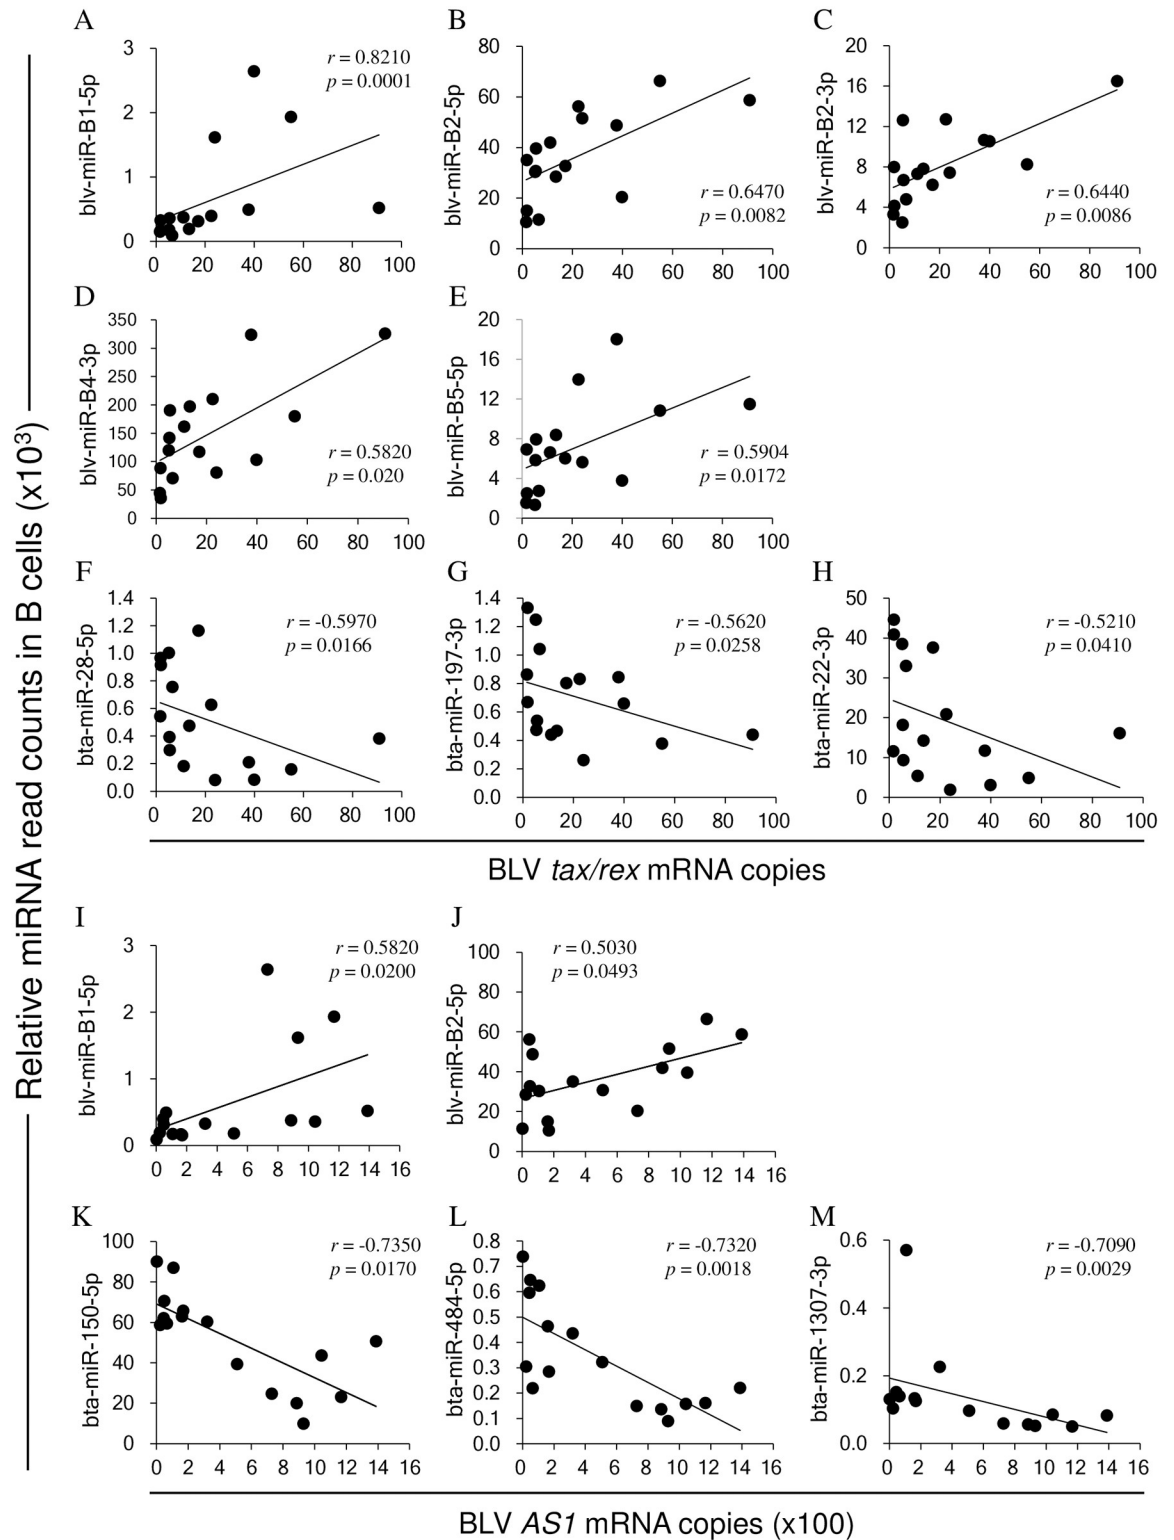 Relative miRNA read counts in B cells (x10³)
A
blv-miR-B1-5p
r = 0.8210
p = 0.0001
3
2
1
0
0 20 40 60 80 100
B
blv-miR-B2-5p
80
60
40
20
0
r = 0.6470
p = 0.0082
0 20 40 60 80 100
C
blv-miR-B2-3p
20
16
12
8
4
0
r = 0.6440
p = 0.0086
0 20 40 60 80 100
D
blv-miR-B4-3p
350
300
250
200
150
100
50
0
r = 0.5820
p = 0.020
0 20 40 60 80 100
E
blv-miR-B5-5p
20
16
12
8
4
0
r = 0.5904
p = 0.0172
0 20 40 60 80 100
F
bta-miR-28-5p
1.4
1.2
1.0
0.8
0.6
0.4
0.2
0.0
r = -0.5970
p = 0.0166
0 20 40 60 80 100
G
bta-miR-197-3p
1.4
1.2
1.0
0.8
0.6
0.4
0.2
0.0
r = -0.5620
p = 0.0258
0 20 40 60 80 100
H
bta-miR-22-3p
50
40
30
20
10
0
r = -0.5210
p = 0.0410
0 20 40 60 80 100
BLV tax/rex mRNA copies
I
blv-miR-B1-5p
3
2
1
0
r = 0.5820
p = 0.0200
0 2 4 6 8 10 12 14 16
J
blv-miR-B2-5p
100
80
60
40
20
0
r = 0.5030
p = 0.0493
0 2 4 6 8 10 12 14 16
K
bta-miR-150-5p
100
80
60
40
20
0
r = -0.7350
p = 0.0170
0 2 4 6 8 10 12 14 16
L
bta-miR-484-5p
0.8
0.7
0.6
0.5
0.4
0.3
0.2
0.1
0.0
r = -0.7320
p = 0.0018
0 2 4 6 8 10 12 14 16
M
bta-miR-1307-3p
0.6
0.4
0.2
0.0
r = -0.7090
p = 0.0029
0 2 4 6 8 10 12 14 16
BLV AS1 mRNA copies (x100)